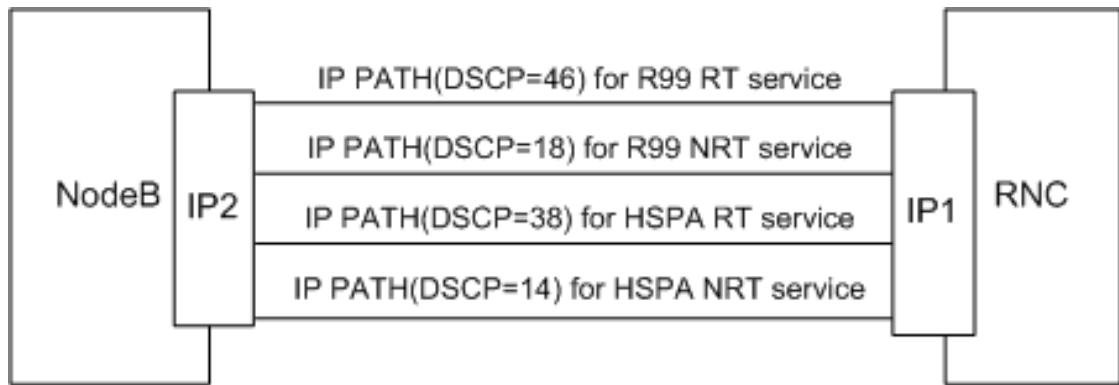 IP PATH(DSCP=46) for R99 RT service
IP PATH(DSCP=18) for R99 NRT service
NodeB
IP2
IP1
RNC
IP PATH(DSCP=38) for HSPA RT service
IP PATH(DSCP=14) for HSPA NRT service